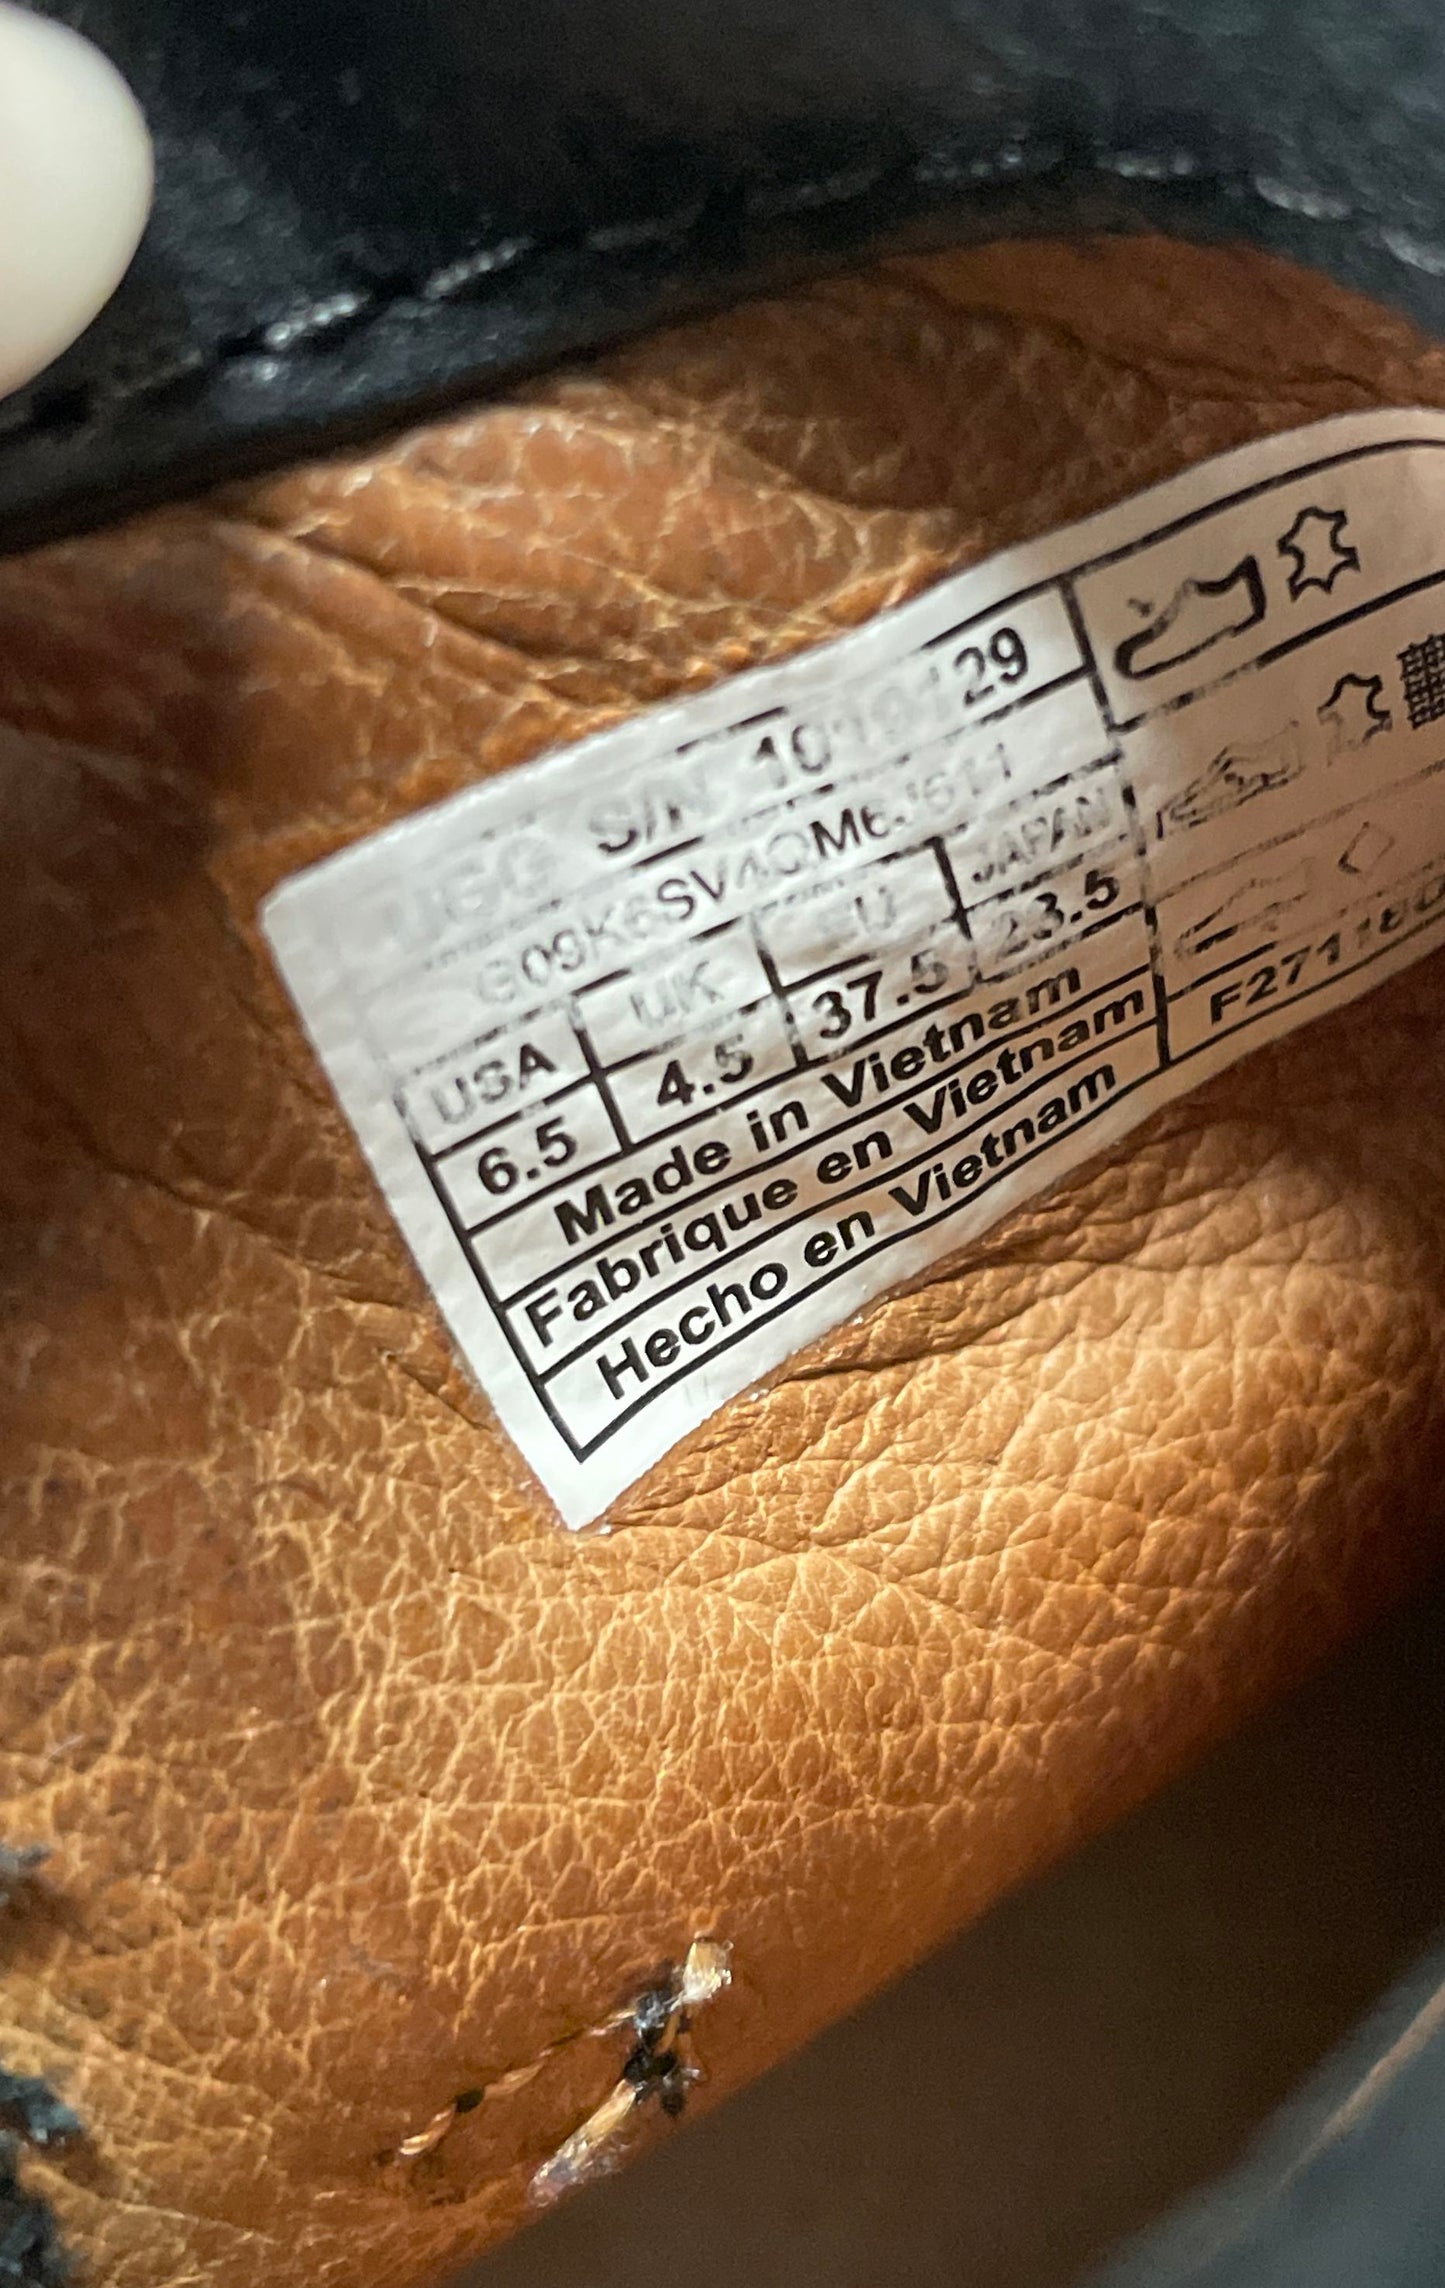 S/N
USA UK EU JAPAN
6.5 4.5 37.5 23.5
Made in Vietnam
Fabrique en Vietnam
Hecho en Vietnam